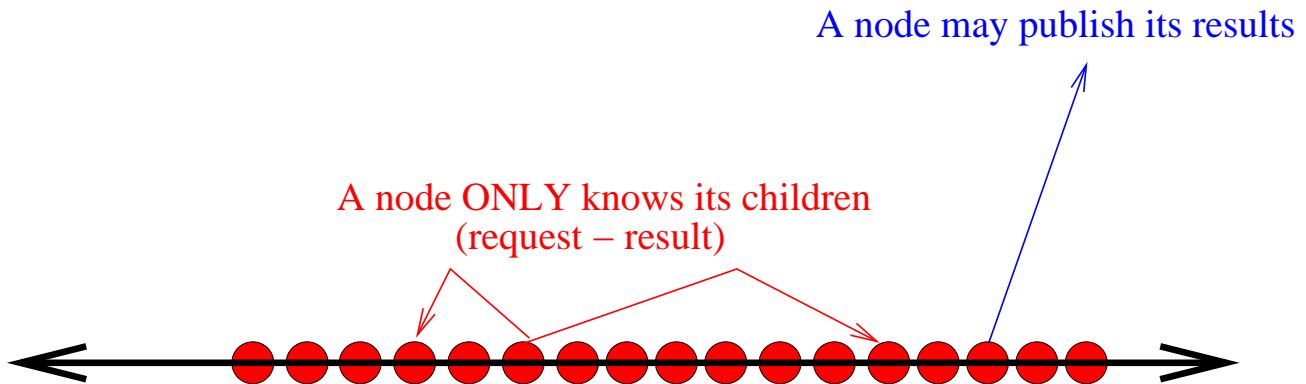 A node may publish its results
A node ONLY knows its children
(request – result)